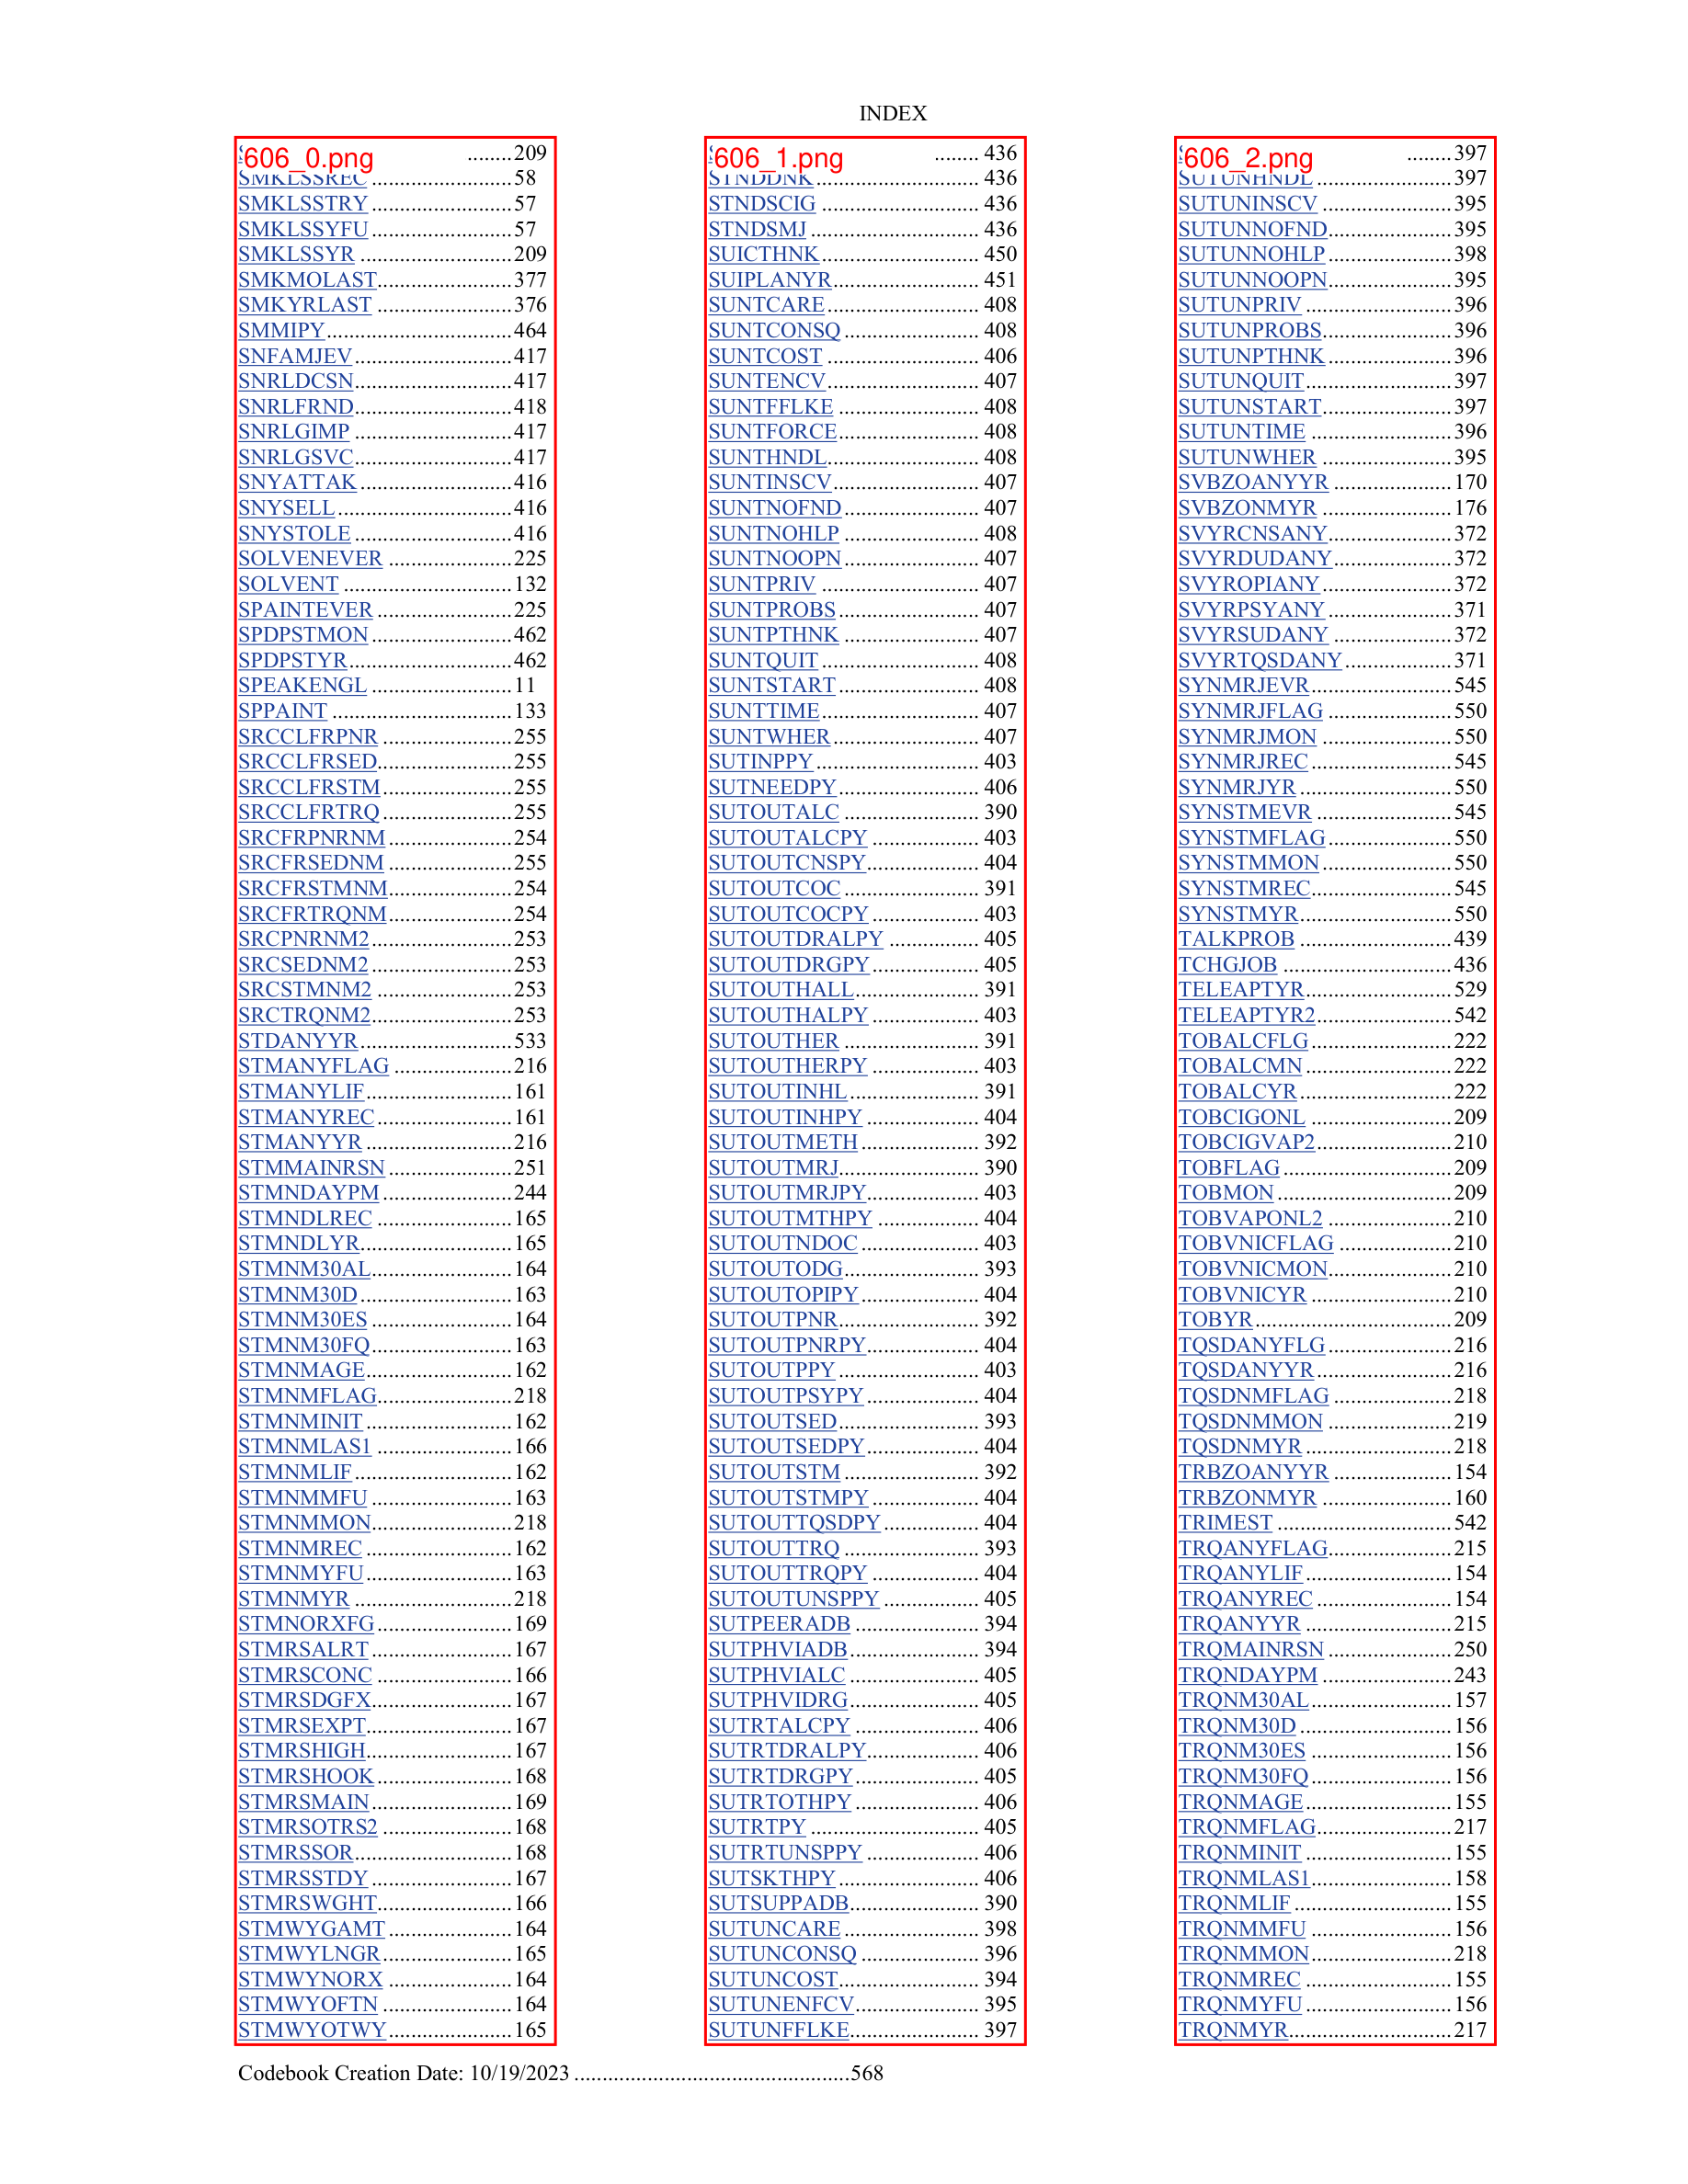 INDEX
606_0.png ........209
SMKLSSREC .........................58
SMKLSSTRY .........................57
SMKLSSYFU .........................57
SMKLSSYR ...........................209
SMKMOLAST........................377
SMKYRLAST ........................376
SMMIPY.................................464
SNFAMJEV............................417
SNRLDCSN............................417
SNRLFRND............................418
SNRLGIMP ............................417
SNRLGSVC............................417
SNYATTAK ...........................416
SNYSELL ...............................416
SNYSTOLE ............................416
SOLVENEVER ......................225
SOLVENT ..............................132
SPAINTEVER ........................225
SPDPSTMON .........................462
SPDPSTYR.............................462
SPEAKENGL .........................11
SPPAINT ................................133
SRCCLFRPNR .......................255
SRCCLFRSED........................255
SRCCLFRSTM .......................255
SRCCLFRTRQ .......................255
SRCFRPNRNM ......................254
SRCFRSEDNM ......................255
SRCFRSTMNM......................254
SRCFRTRQNM......................254
SRCPNRNM2 .........................253
SRCSEDNM2 .........................253
SRCSTMNM2 ........................253
SRCTRQNM2.........................253
STDANYYR...........................533
STMANYFLAG .....................216
STMANYLIF..........................161
STMANYREC ........................161
STMANYYR ..........................216
STMMAINRSN ......................251
STMNDAYPM .......................244
STMNDLREC ........................165
STMNDLYR...........................165
STMNM30AL.........................164
STMNM30D ...........................163
STMNM30ES .........................164
STMNM30FQ.........................163
STMNMAGE..........................162
STMNMFLAG........................218
STMNMINIT ..........................162
STMNMLAS1 ........................166
STMNMLIF............................162
STMNMMFU .........................163
STMNMMON.........................218
STMNMREC ..........................162
STMNMYFU ..........................163
STMNMYR ............................218
STMNORXFG ........................169
STMRSALRT .........................167
STMRSCONC ........................166
STMRSDGFX.........................167
STMRSEXPT..........................167
STMRSHIGH..........................167
STMRSHOOK ........................168
STMRSMAIN .........................169
STMRSOTRS2 .......................168
STMRSSOR............................168
STMRSSTDY .........................167
STMRSWGHT........................166
STMWYGAMT ......................164
STMWYLNGR .......................165
STMWYNORX ......................164
STMWYOFTN .......................164
STMWYOTWY ......................165
606_1.png ........ 436
STNDDNK ............................. 436
STNDSCIG ............................ 436
STNDSMJ .............................. 436
SUICTHNK............................ 450
SUIPLANYR.......................... 451
SUNTCARE........................... 408
SUNTCONSQ ........................ 408
SUNTCOST ........................... 406
SUNTENCV........................... 407
SUNTFFLKE ......................... 408
SUNTFORCE......................... 408
SUNTHNDL........................... 408
SUNTINSCV.......................... 407
SUNTNOFND ........................ 407
SUNTNOHLP ........................ 408
SUNTNOOPN ........................ 407
SUNTPRIV ............................ 407
SUNTPROBS ......................... 407
SUNTPTHNK ........................ 407
SUNTQUIT ............................ 408
SUNTSTART ......................... 408
SUNTTIME............................ 407
SUNTWHER.......................... 407
SUTINPPY ............................. 403
SUTNEEDPY......................... 406
SUTOUTALC ........................ 390
SUTOUTALCPY ................... 403
SUTOUTCNSPY.................... 404
SUTOUTCOC ........................ 391
SUTOUTCOCPY ................... 403
SUTOUTDRALPY ................ 405
SUTOUTDRGPY ................... 405
SUTOUTHALL...................... 391
SUTOUTHALPY ................... 403
SUTOUTHER ........................ 391
SUTOUTHERPY ................... 403
SUTOUTINHL....................... 391
SUTOUTINHPY .................... 404
SUTOUTMETH ..................... 392
SUTOUTMRJ......................... 390
SUTOUTMRJPY.................... 403
SUTOUTMTHPY .................. 404
SUTOUTNDOC ..................... 403
SUTOUTODG........................ 393
SUTOUTOPIPY ..................... 404
SUTOUTPNR......................... 392
SUTOUTPNRPY.................... 404
SUTOUTPPY ......................... 403
SUTOUTPSYPY .................... 404
SUTOUTSED......................... 393
SUTOUTSEDPY.................... 404
SUTOUTSTM ........................ 392
SUTOUTSTMPY ................... 404
SUTOUTTQSDPY ................. 404
SUTOUTTRQ ........................ 393
SUTOUTTRQPY ................... 404
SUTOUTUNSPPY ................. 405
SUTPEERADB ...................... 394
SUTPHVIADB ....................... 394
SUTPHVIALC ....................... 405
SUTPHVIDRG....................... 405
SUTRTALCPY ...................... 406
SUTRTDRALPY.................... 406
SUTRTDRGPY ...................... 405
SUTRTOTHPY ...................... 406
SUTRTPY .............................. 405
SUTRTUNSPPY .................... 406
SUTSKTHPY ......................... 406
SUTSUPPADB....................... 390
SUTUNCARE ........................ 398
SUTUNCONSQ ..................... 396
SUTUNCOST......................... 394
SUTUNENFCV...................... 395
SUTUNFFLKE....................... 397
606_2.png ........397
SUTUNHNDL ........................397
SUTUNINSCV .......................395
SUTUNNOFND......................395
SUTUNNOHLP ......................398
SUTUNNOOPN......................395
SUTUNPRIV ..........................396
SUTUNPROBS.......................396
SUTUNPTHNK ......................396
SUTUNQUIT..........................397
SUTUNSTART.......................397
SUTUNTIME .........................396
SUTUNWHER .......................395
SVBZOANYYR .....................170
SVBZONMYR .......................176
SVYRCNSANY......................372
SVYRDUDANY.....................372
SVYROPIANY.......................372
SVYRPSYANY ......................371
SVYRSUDANY .....................372
SVYRTQSDANY...................371
SYNMRJEVR.........................545
SYNMRJFLAG ......................550
SYNMRJMON .......................550
SYNMRJREC .........................545
SYNMRJYR ...........................550
SYNSTMEVR ........................545
SYNSTMFLAG ......................550
SYNSTMMON .......................550
SYNSTMREC.........................545
SYNSTMYR...........................550
TALKPROB ...........................439
TCHGJOB ..............................436
TELEAPTYR..........................529
TELEAPTYR2........................542
TOBALCFLG .........................222
TOBALCMN ..........................222
TOBALCYR ...........................222
TOBCIGONL .........................209
TOBCIGVAP2........................210
TOBFLAG ..............................209
TOBMON ...............................209
TOBVAPONL2 ......................210
TOBVNICFLAG ....................210
TOBVNICMON......................210
TOBVNICYR .........................210
TOBYR...................................209
TQSDANYFLG ......................216
TQSDANYYR ........................216
TQSDNMFLAG .....................218
TQSDNMMON ......................219
TQSDNMYR ..........................218
TRBZOANYYR .....................154
TRBZONMYR .......................160
TRIMEST ...............................542
TRQANYFLAG......................215
TRQANYLIF..........................154
TRQANYREC ........................154
TRQANYYR ..........................215
TRQMAINRSN ......................250
TRQNDAYPM .......................243
TRQNM30AL.........................157
TRQNM30D ...........................156
TRQNM30ES .........................156
TRQNM30FQ .........................156
TRQNMAGE..........................155
TRQNMFLAG........................217
TRQNMINIT ..........................155
TRQNMLAS1.........................158
TRQNMLIF ............................155
TRQNMMFU .........................156
TRQNMMON.........................218
TRQNMREC ..........................155
TRQNMYFU ..........................156
TRQNMYR.............................217
Codebook Creation Date: 10/19/2023 .................................................568